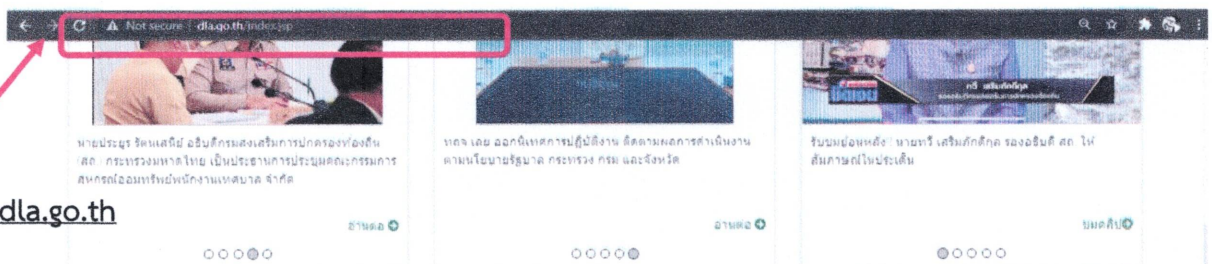 Not secure | dla.go.th/index.jsp
ทวี เสริมภักดีกุล
นายประยูร รัตนเสนีย์ อธิบดีกรมส่งเสริมการปกครองท้องถิ่น
(สถ.) กระทรวงมหาดไทย เป็นประธานการประชุมคณะกรรมการ
สหกรณ์ออมทรัพย์พนักงานเทศบาล จำกัด
ทถจ.เลย ออกนิเทศการปฏิบัติงาน ติดตามผลการดำเนินงาน
ตามนโยบายรัฐบาล กระทรวง กรม และจังหวัด
รับชมย้อนหลัง! นายทวี เสริมภักดีกุล รองอธิบดี สถ. ให้
สัมภาษณ์ในประเด็น
dla.go.th
อ่านต่อ
อ่านต่อ
ชมคลิป